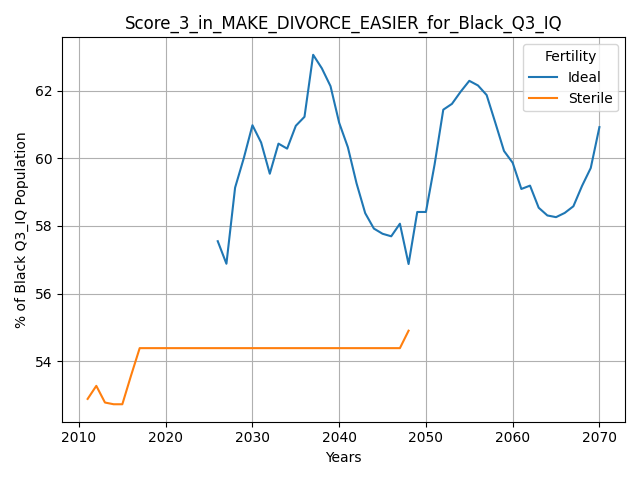 Score_3_in_MAKE_DIVORCE_EASIER_for_Black_Q3_IQ
Fertility
Ideal
Sterile
% of Black Q3_IQ Population
62
60
58
56
54
2010 2020 2030 2040 2050 2060 2070
Years